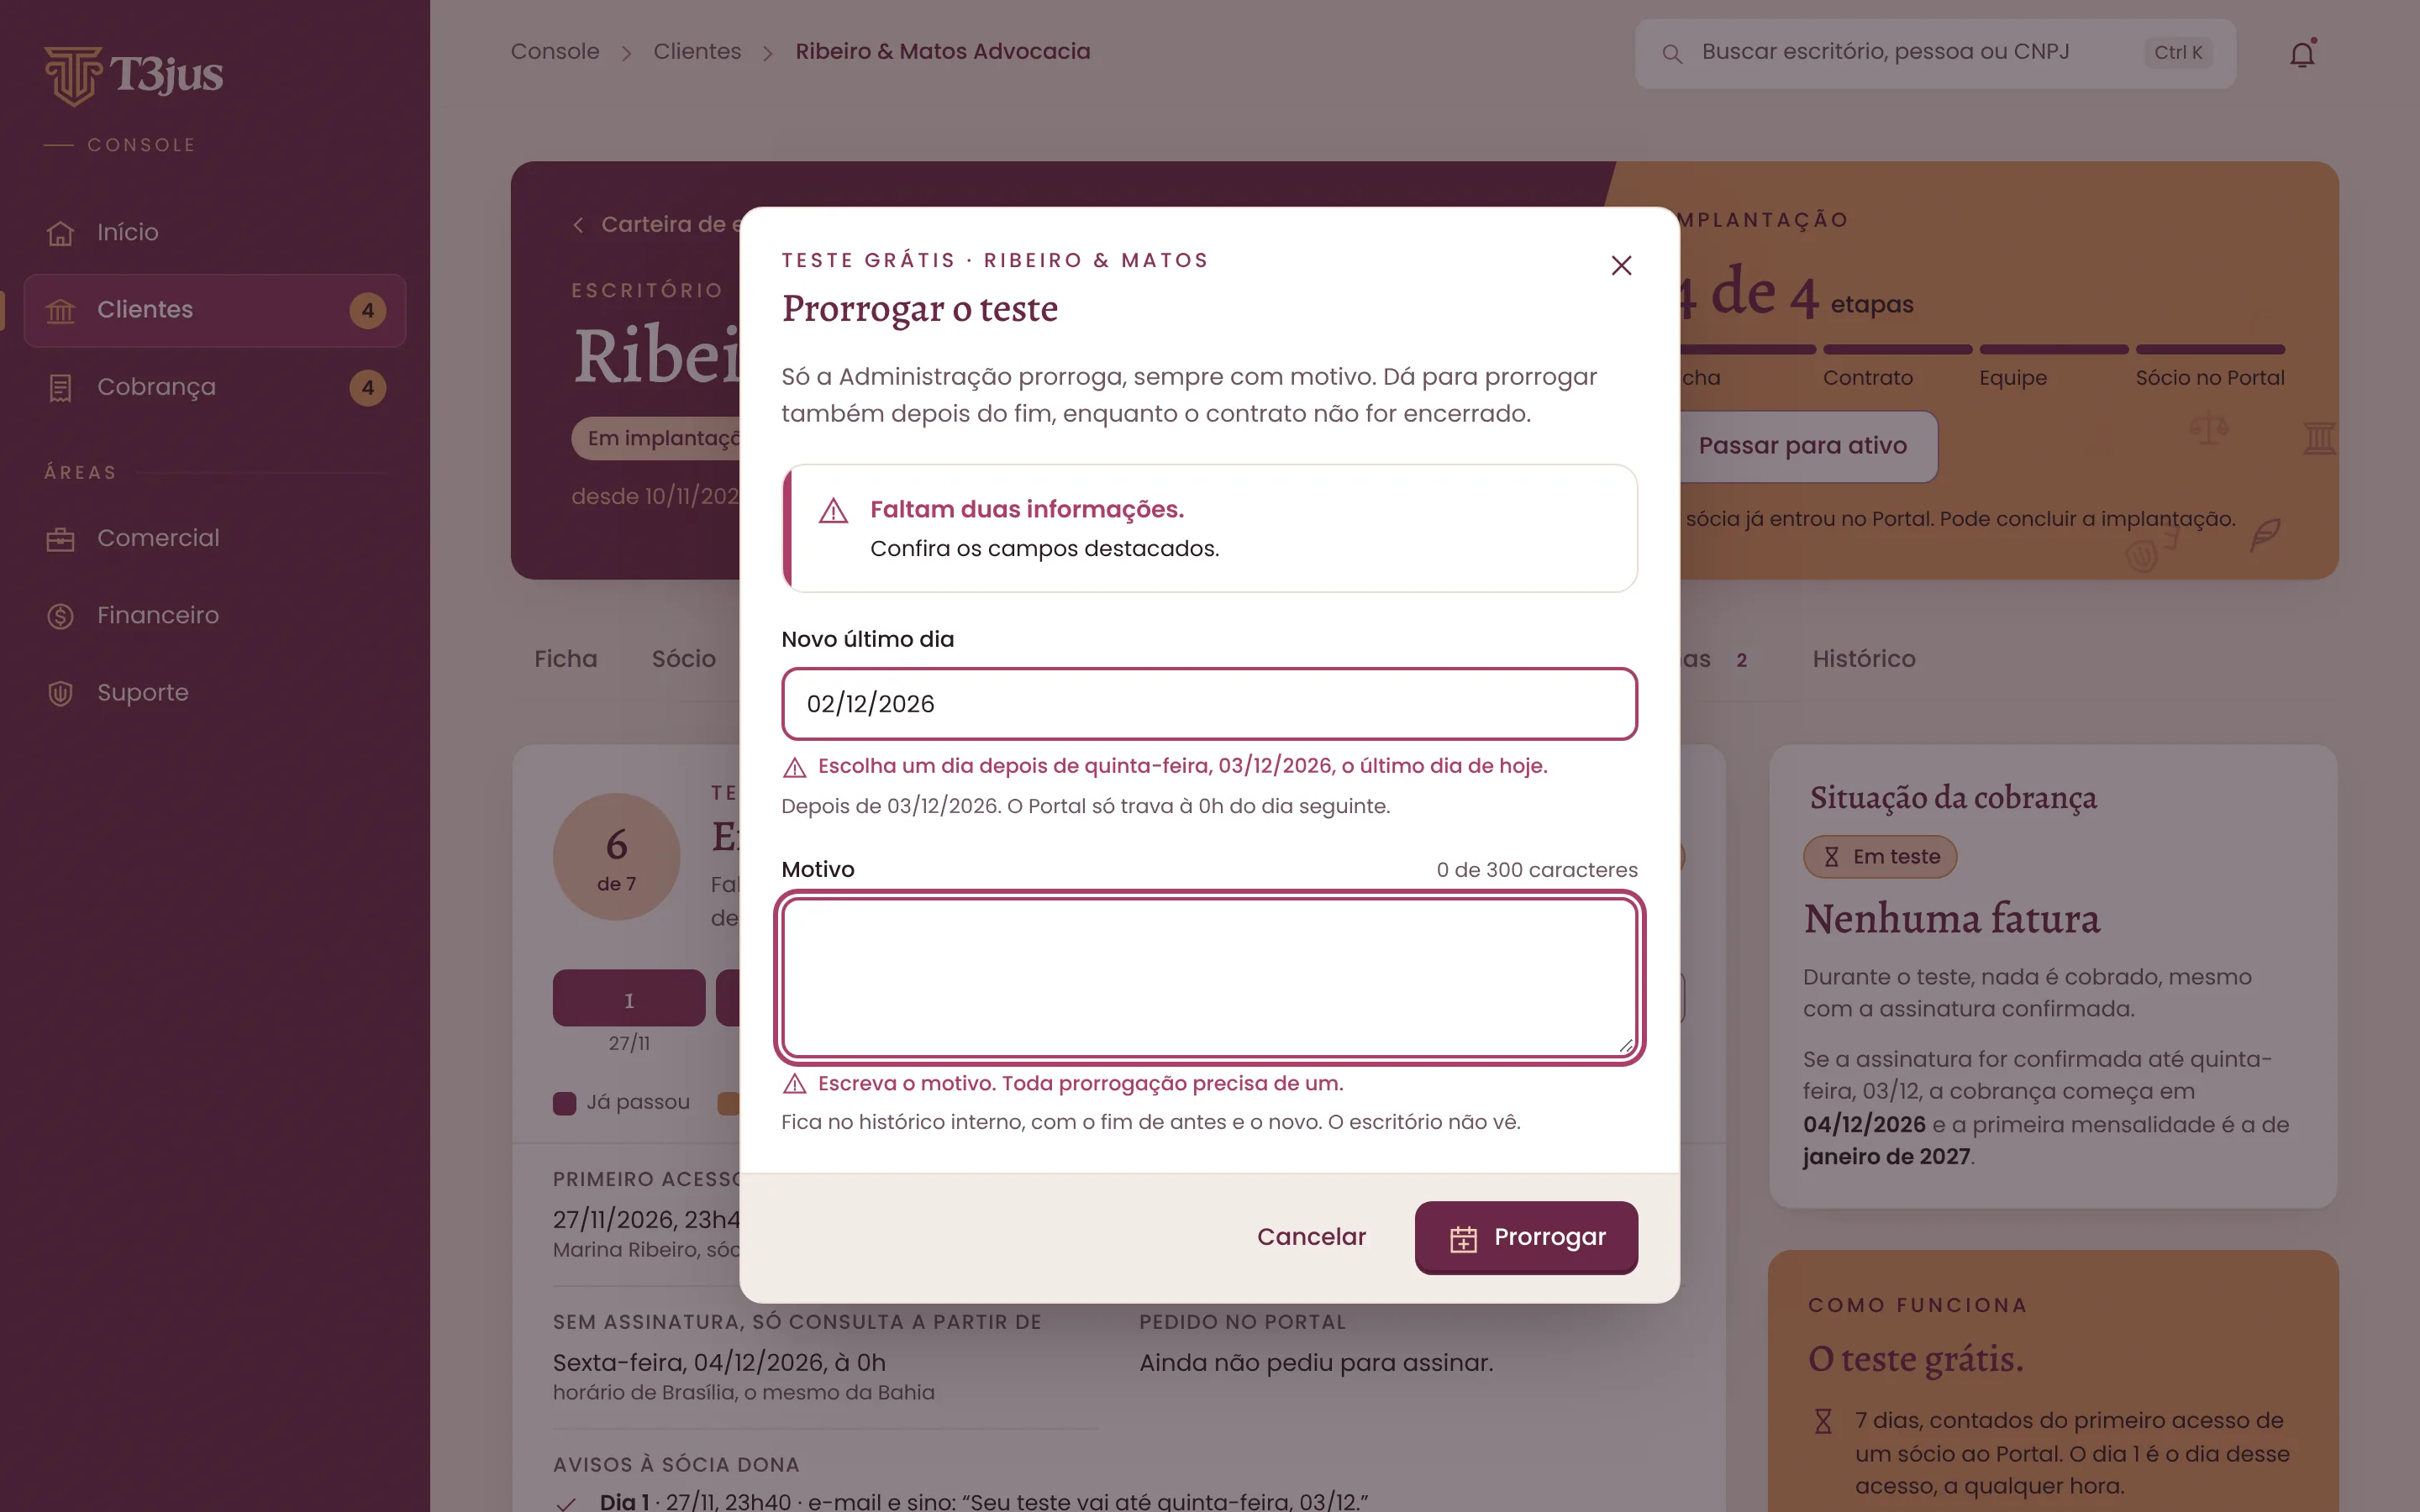 T3jus
CONSOLE
Início
Clientes 4
Cobrança 4
ÁREAS
Comercial
Financeiro
Suporte
Console > Clientes > Ribeiro & Matos Advocacia
Buscar escritório, pessoa ou CNPJ Ctrl K
Carteira de
ESCRITÓRIO
Em
desde 10/11/202
4 de 4 etapas
Contrato Equipe Sócio no Portal
Passar para ativo
sócia já entrou no Portal. Pode concluir a implantação.
Ficha Sócio 2 Histórico
TESTE GRÁTIS · RIBEIRO & MATOS
Prorrogar o teste
Só a Administração prorroga, sempre com motivo. Dá para prorrogar
também depois do fim, enquanto o contrato não for encerrado.
Faltam duas informações.
Confira os campos destacados.
Novo último dia
02/12/2026
Escolha um dia depois de quinta-feira, 03/12/2026, o último dia de hoje.
Depois de 03/12/2026. O Portal só trava à 0h do dia seguinte.
Motivo 0 de 300 caracteres
Escreva o motivo. Toda prorrogação precisa de um.
Fica no histórico interno, com o fim de antes e o novo. O escritório não vê.
Cancelar Prorrogar
6
de 7
1
27/11
Já passou
PRIMEIRO ACESSO
27/11/2026, 23h4
Marina Ribeiro,
SEM ASSINATURA, SÓ CONSULTA A PARTIR DE
Sexta-feira, 04/12/2026, à 0h
horário de Brasília, o mesmo da Bahia
PEDIDO NO PORTAL
Ainda não pediu para assinar.
AVISOS À SÓCIA DONA
Dia 1 · 27/11, 23h40 · e-mail e sino: “Seu teste vai até quinta-feira, 03/12.”
Situação da cobrança
Em teste
Nenhuma fatura
Durante o teste, nada é cobrado, mesmo
com a assinatura confirmada.
Se a assinatura for confirmada até quinta-
feira, 03/12, a cobrança começa em
04/12/2026 e a primeira mensalidade é a de
janeiro de 2027.
COMO FUNCIONA
O teste grátis.
7 dias, contados do primeiro acesso de
um sócio ao Portal. O dia 1 é o dia desse
acesso, a qualquer hora.